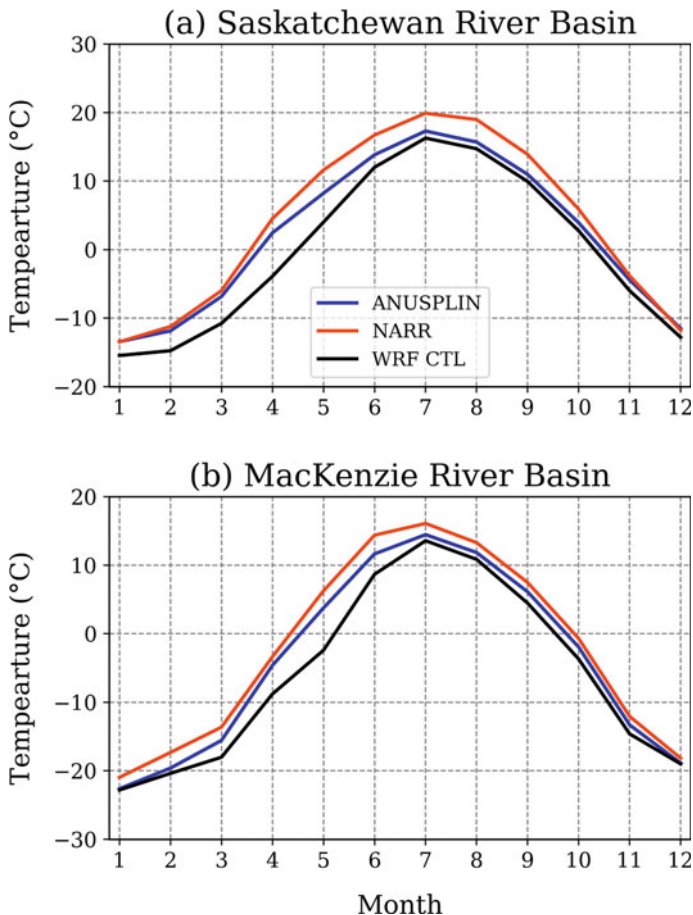 (a) Saskatchewan River Basin
30
20
10
0
−10
−20
Tempearture (°C)
ANUSPLIN
NARR
WRF CTL
1 2 3 4 5 6 7 8 9 10 11 12
(b) MacKenzie River Basin
20
10
0
−10
−20
−30
Tempearture (°C)
1 2 3 4 5 6 7 8 9 10 11 12
Month